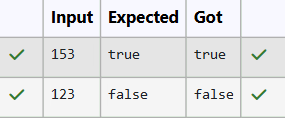 Input Expected Got
153 true true
123 false false